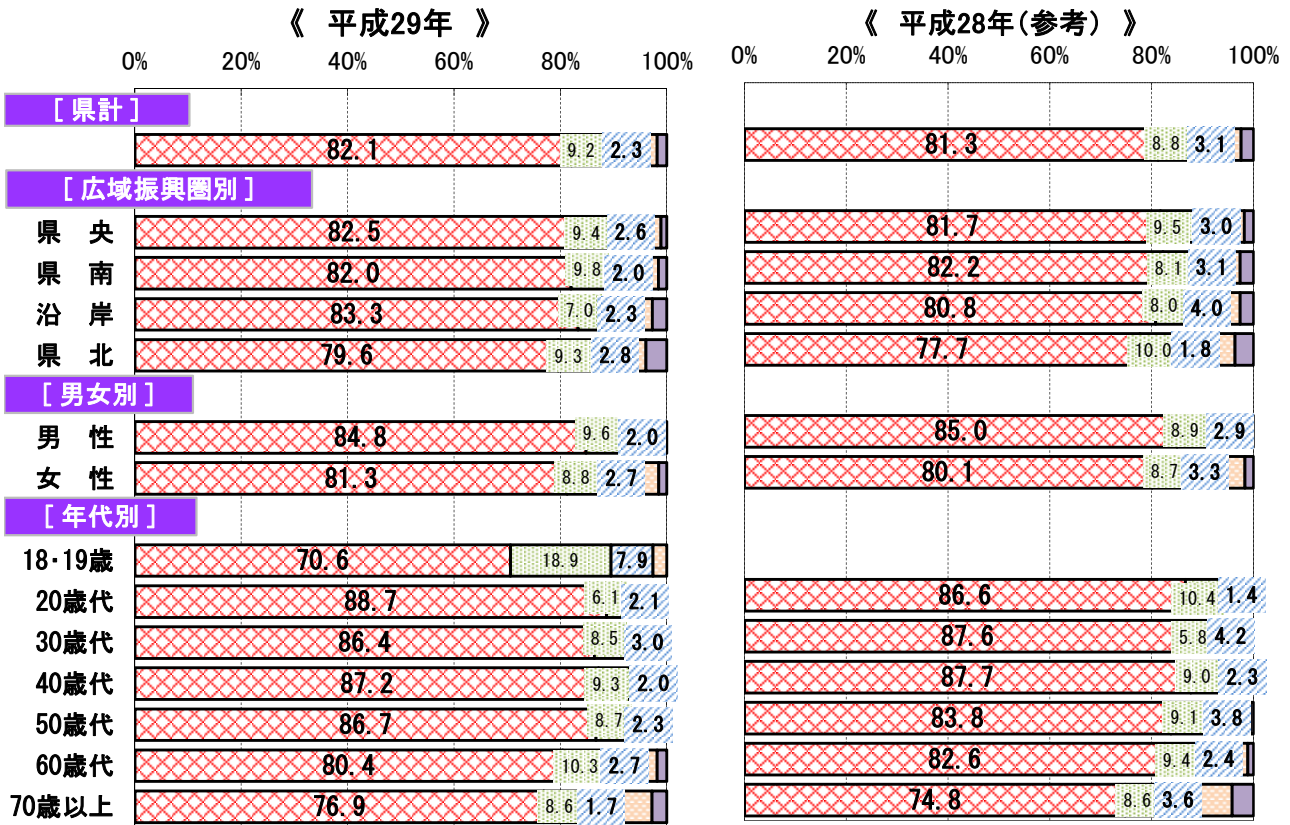 《 平成29年 》 《 平成28年(参考) 》
0% 20% 40% 60% 80% 100% 0% 20% 40% 60% 80% 100%
[ 県計 ]
82.1 9.2 2.3 81.3 8.8 3.1
[ 広域振興圏別 ]
県 央 82.5 9.4 2.6 81.7 9.5 3.0
県 南 82.0 9.8 2.0 82.2 8.1 3.1
沿 岸 83.3 7.0 2.3 80.8 8.0 4.0
県 北 79.6 9.3 2.8 77.7 10.0 1.8
[ 男女別 ]
男 性 84.8 9.6 2.0 85.0 8.9 2.9
女 性 81.3 8.8 2.7 80.1 8.7 3.3
[ 年代別 ]
18・19歳 70.6 18.9 7.9
20歳代 88.7 6.1 2.1 86.6 10.4 1.4
30歳代 86.4 8.5 3.0 87.6 5.8 4.2
40歳代 87.2 9.3 2.0 87.7 9.0 2.3
50歳代 86.7 8.7 2.3 83.8 9.1 3.8
60歳代 80.4 10.3 2.7 82.6 9.4 2.4
70歳以上 76.9 8.6 1.7 74.8 8.6 3.6